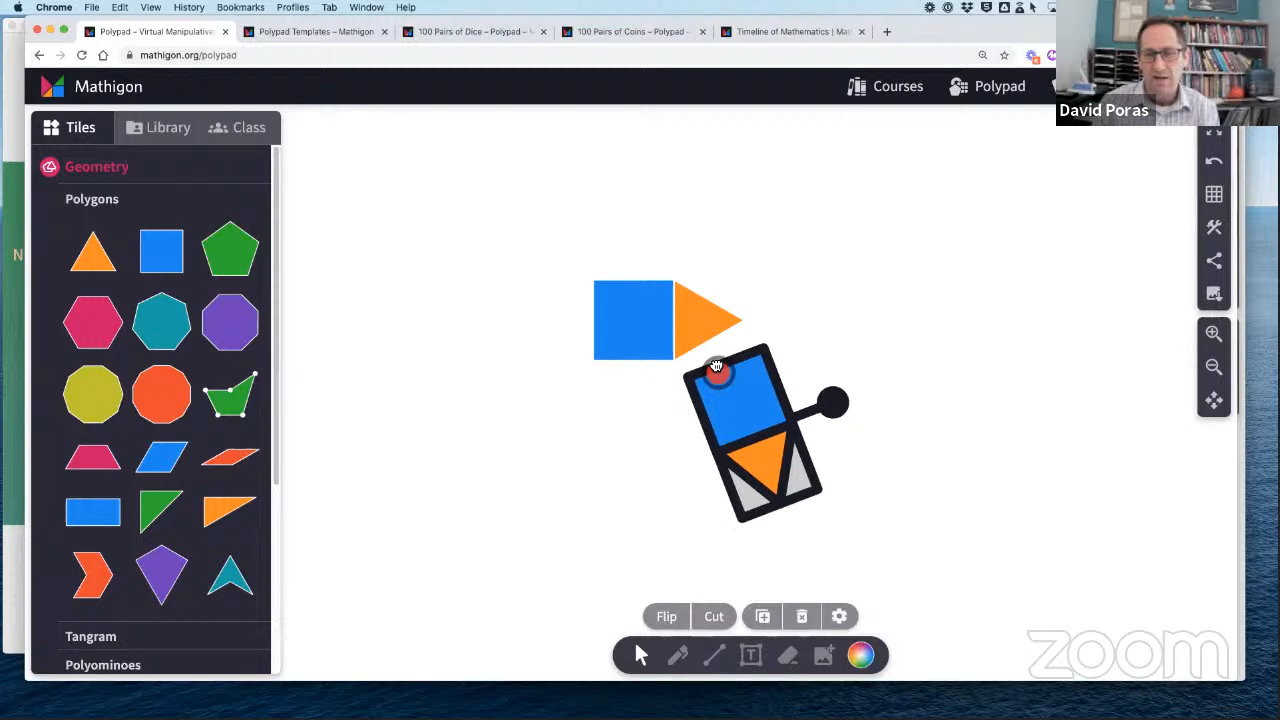 Chrome File Edit View History Bookmarks Profiles Tab Window Help
Polypad – Virtual Manipulative
Polypad Templates – Mathigon
100 Pairs of Dice – Polypad –
100 Pairs of Coins – Polypad –
Timeline of Mathematics | Mat
mathigon.org/polypad
Mathigon
Courses
Polypad
David Poras
Tiles
Library
Class
N
Geometry
Polygons
Tangram
Polyominoes
Flip
Cut
T
zoom